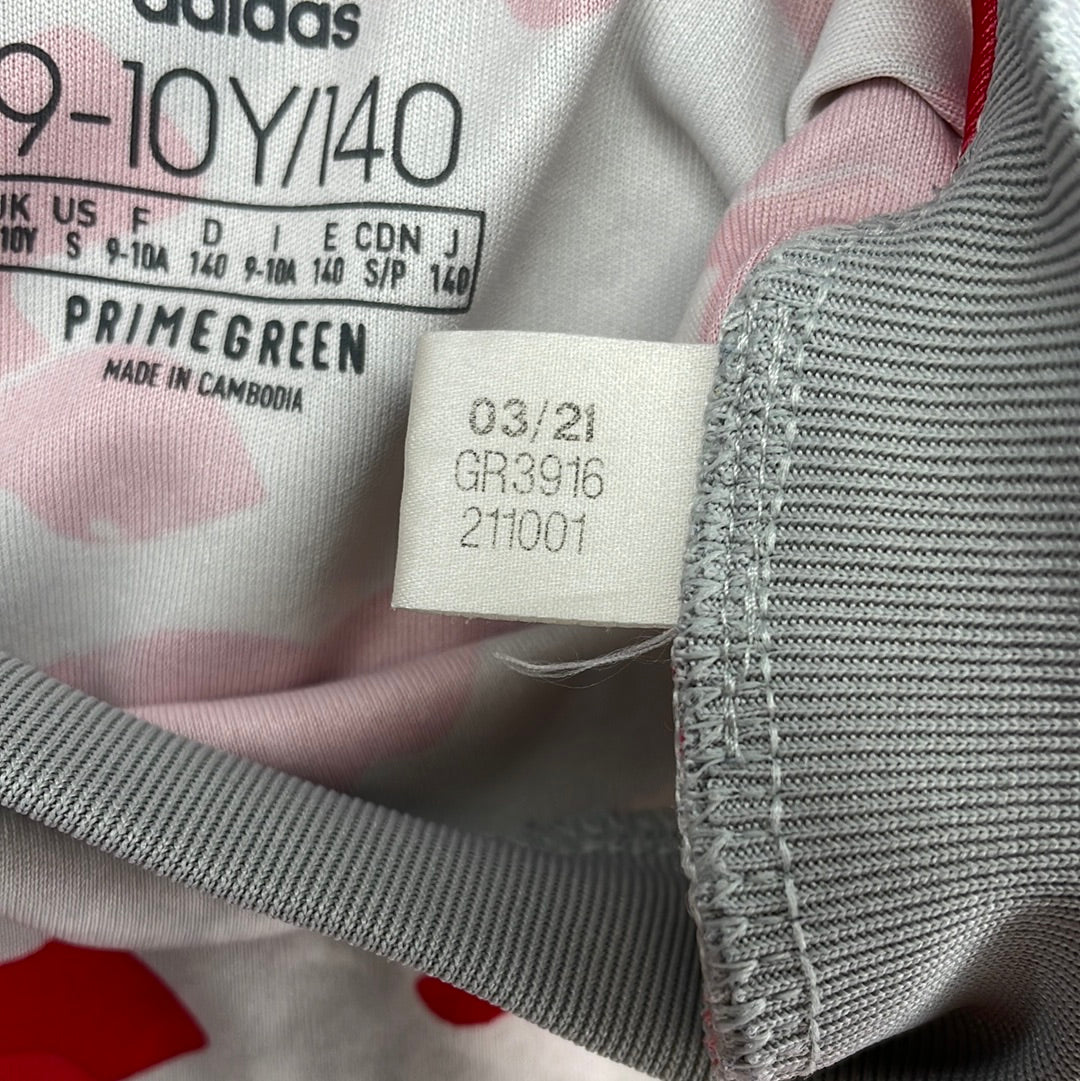 adidas
9-10Y/140
UK US F D I E CDN J
10Y S 9-10A 140 9-10A 140 S/P 140
PRIMEGREEN
MADE IN CAMBODIA
03/21
GR3916
211001